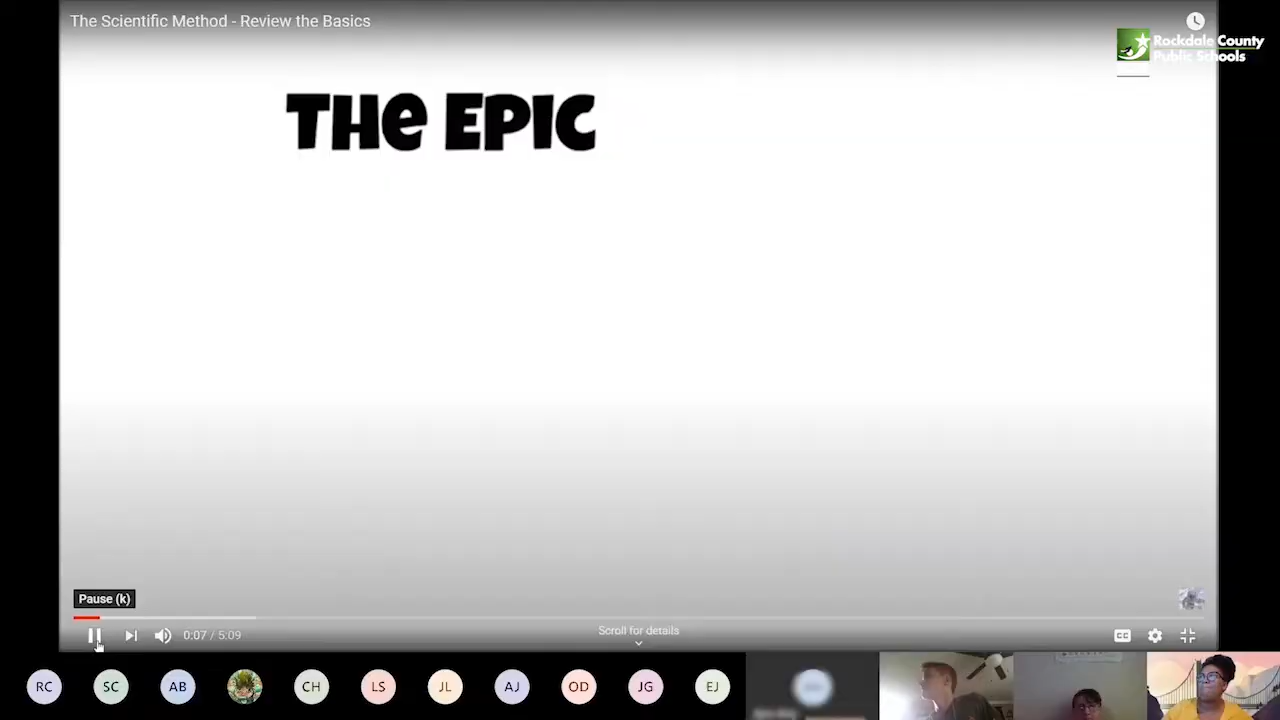 The Scientific Method - Review the Basics
Rockdale County
Public Schools
THe EPIC
Pause (k)
0:07 / 5:09
Scroll for details
CC
RC
SC
AB
CH
LS
JL
AJ
OD
JG
EJ